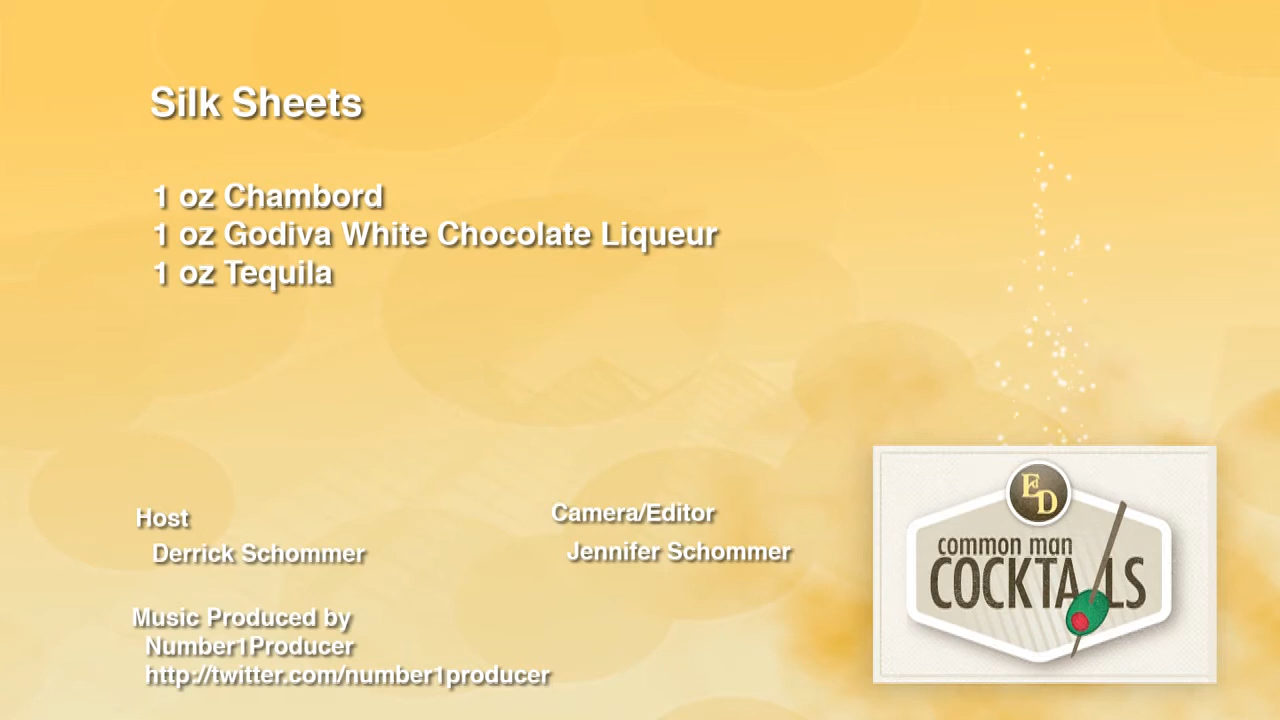 Silk Sheets
1 oz Chambord
1 oz Godiva White Chocolate Liqueur
1 oz Tequila
Host
Derrick Schommer
Camera/Editor
Jennifer Schommer
Music Produced by
Number1Producer
http://twitter.com/number1producer
ED
common man
COCKTAILS